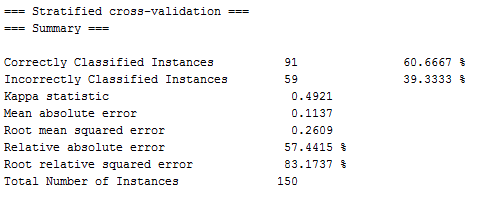 === Stratified cross-validation ===
=== Summary ===
Correctly Classified Instances 91 60.6667 %
Incorrectly Classified Instances 59 39.3333 %
Kappa statistic 0.4921
Mean absolute error 0.1137
Root mean squared error 0.2609
Relative absolute error 57.4415 %
Root relative squared error 83.1737 %
Total Number of Instances 150